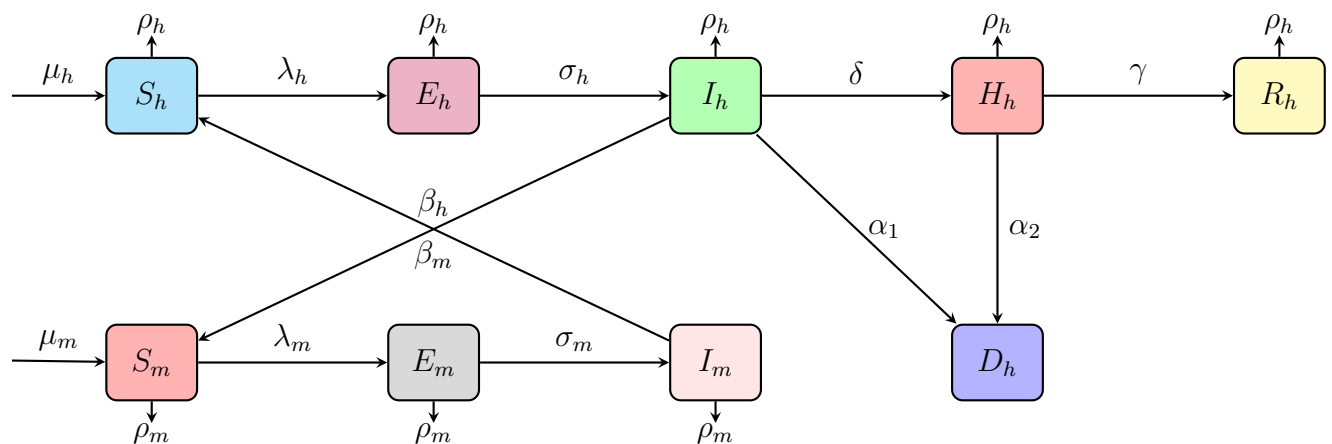 ρ_h ρ_h ρ_h ρ_h ρ_h
μ_h S_h λ_h E_h σ_h I_h δ H_h γ R_h
β_h α_1 α_2
β_m
μ_m S_m λ_m E_m σ_m I_m D_h
ρ_m ρ_m ρ_m